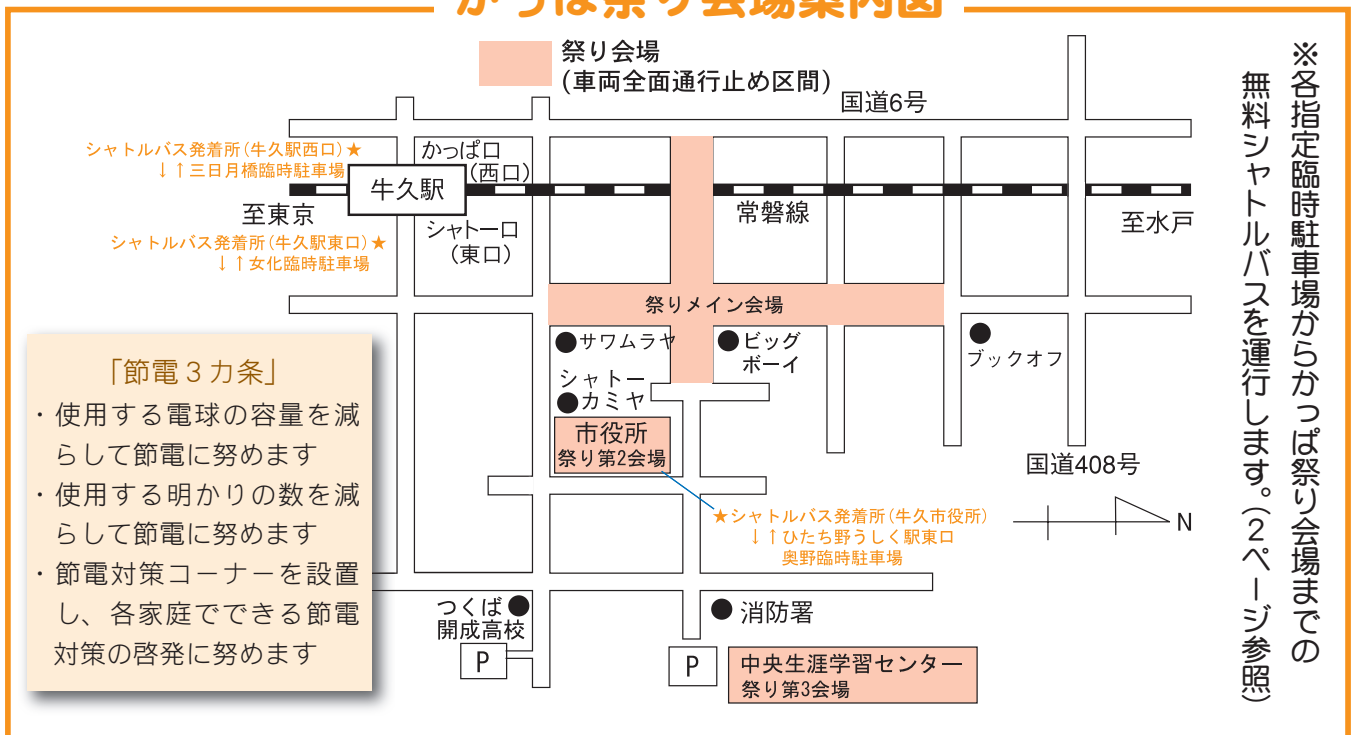 かっぱ祭り会場案内図
祭り会場
(車両全面通行止め区間)
※各指定臨時駐車場からかっぱ祭り会場までの
無料シャトルバスを運行します。(2ページ参照)
国道6号
シャトルバス発着所(牛久駅西口)★
↓↑三日月橋臨時駐車場
かっぱ口
(西口)
牛久駅
至東京
常磐線
至水戸
シャトー口
(東口)
シャトルバス発着所(牛久駅東口)★
↓↑女化臨時駐車場
祭りメイン会場
●サワムラヤ
●ビッグ
ボーイ
●
ブックオフ
シャトー
●カミヤ
市役所
祭り第2会場
国道408号
N
★シャトルバス発着所(牛久市役所)
↓↑ひたち野うしく駅東口
奥野臨時駐車場
「節電3カ条」
・使用する電球の容量を減
らして節電に努めます
・使用する明かりの数を減
らして節電に努めます
・節電対策コーナーを設置
し、各家庭でできる節電
対策の啓発に努めます
つくば●
開成高校
P
●消防署
P
中央生涯学習センター
祭り第3会場